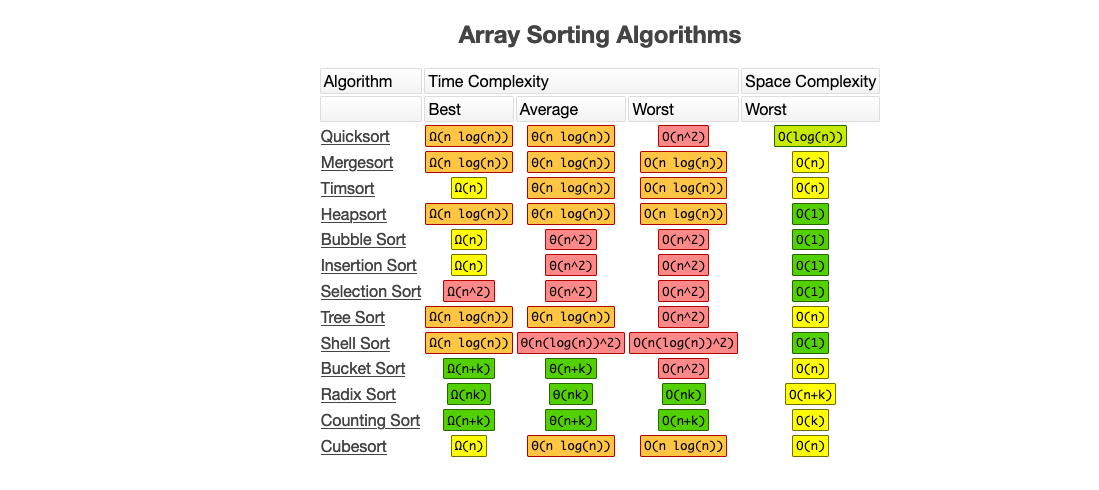 Array Sorting Algorithms
Algorithm Time Complexity Space Complexity
Best Average Worst Worst
Quicksort Ω(n log(n)) Θ(n log(n)) O(n^2) O(log(n))
Mergesort Ω(n log(n)) Θ(n log(n)) O(n log(n)) O(n)
Timsort Ω(n) Θ(n log(n)) O(n log(n)) O(n)
Heapsort Ω(n log(n)) Θ(n log(n)) O(n log(n)) O(1)
Bubble Sort Ω(n) Θ(n^2) O(n^2) O(1)
Insertion Sort Ω(n) Θ(n^2) O(n^2) O(1)
Selection Sort Ω(n^2) Θ(n^2) O(n^2) O(1)
Tree Sort Ω(n log(n)) Θ(n log(n)) O(n^2) O(n)
Shell Sort Ω(n log(n)) Θ(n(log(n))^2) O(n(log(n))^2) O(1)
Bucket Sort Ω(n+k) Θ(n+k) O(n^2) O(n)
Radix Sort Ω(nk) Θ(nk) O(nk) O(n+k)
Counting Sort Ω(n+k) Θ(n+k) O(n+k) O(k)
Cubesort Ω(n) Θ(n log(n)) O(n log(n)) O(n)